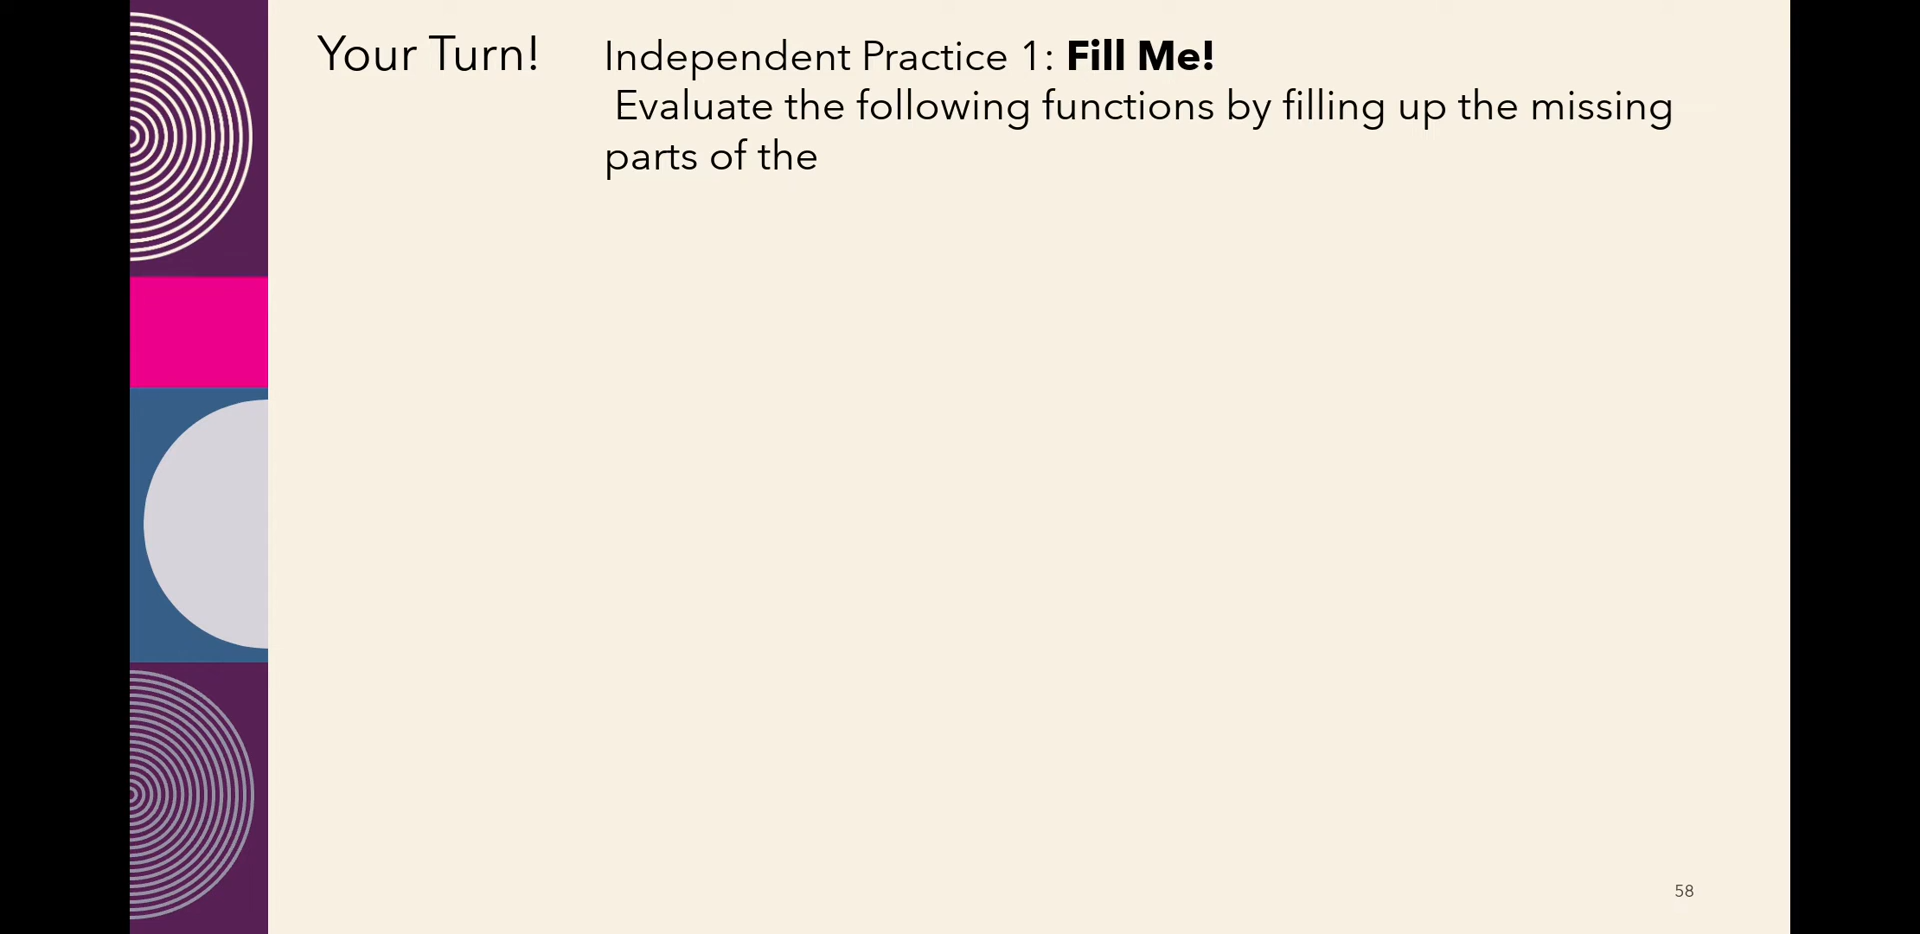 Your Turn!
Independent Practice 1: Fill Me!
Evaluate the following functions by filling up the missing
parts of the
58